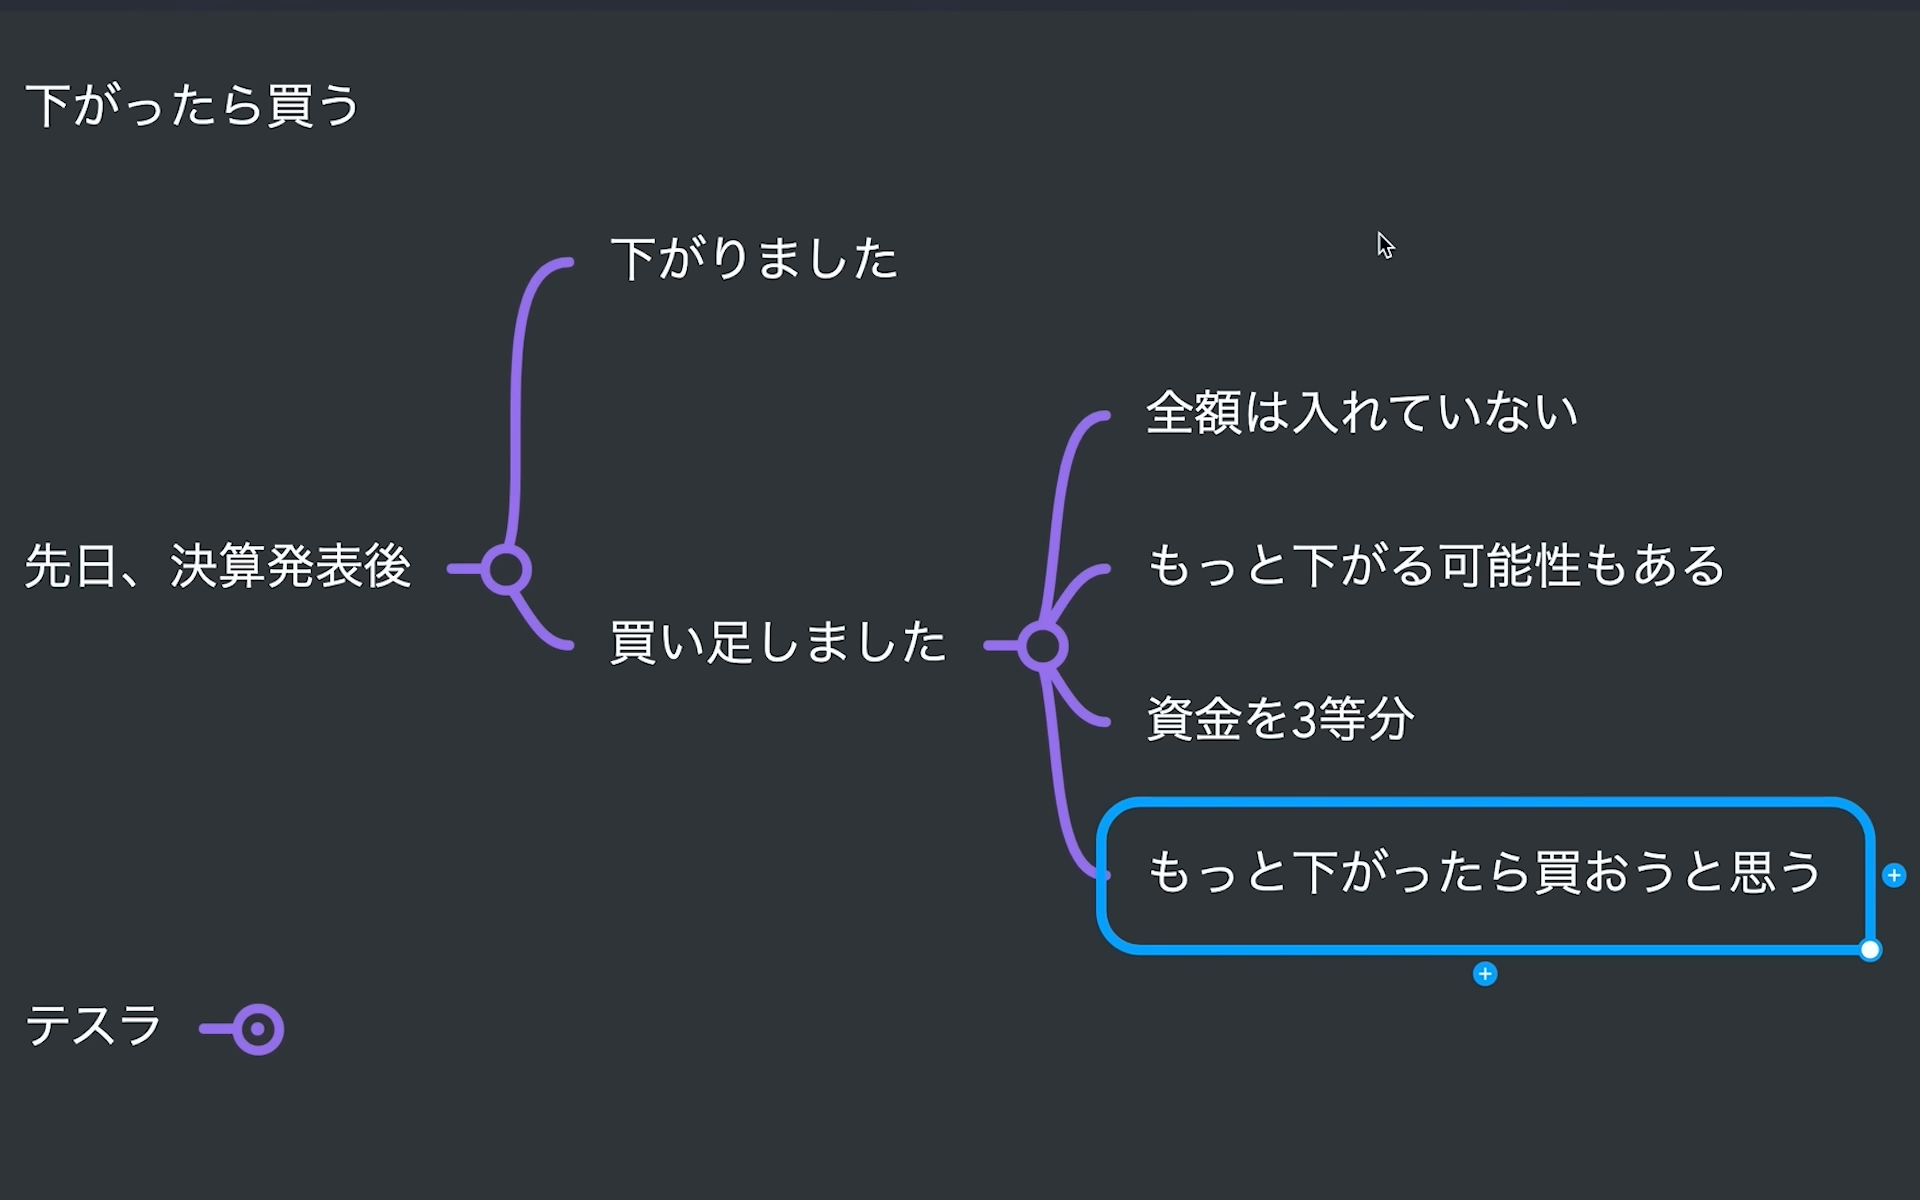 下がったら買う
下がりました
全額は入れていない
先日、決算発表後
もっと下がる可能性もある
買い足しました
資金を3等分
もっと下がったら買おうと思う
テスラ